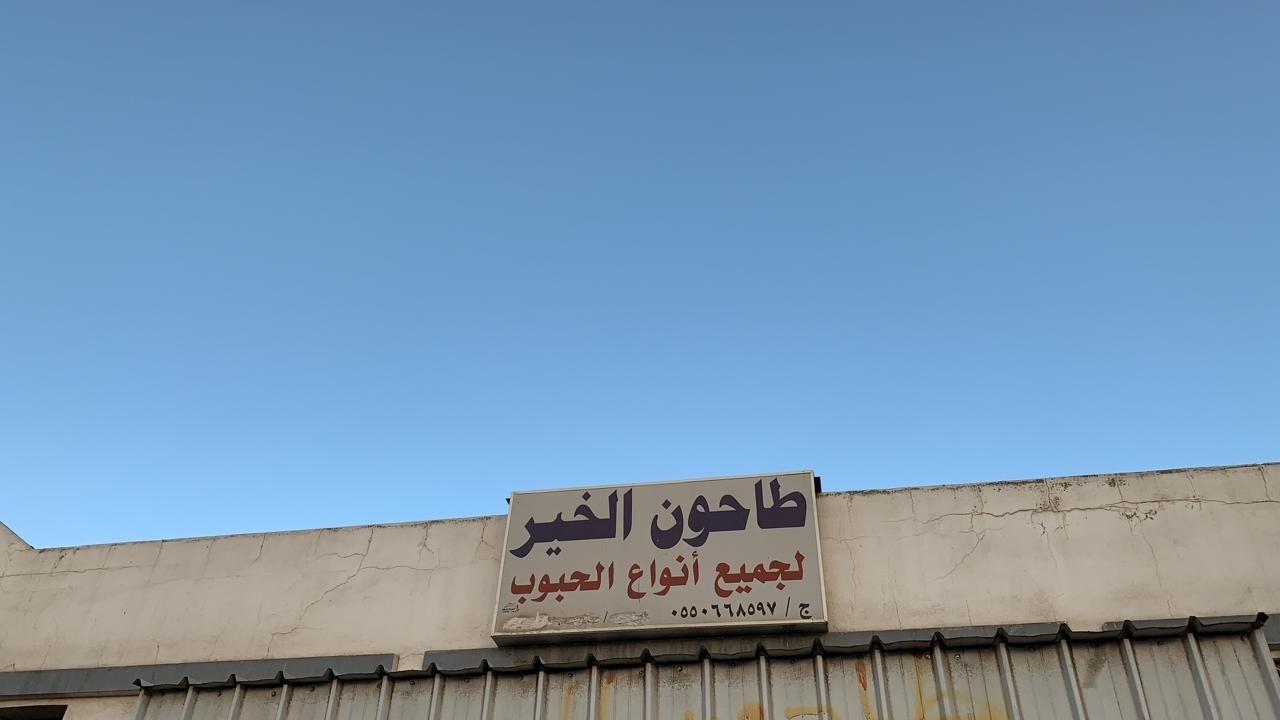 طاحون الخير
لجميع أنواع الحبوب
ج / ٠٥٥٠٦٦٨٥٩٧